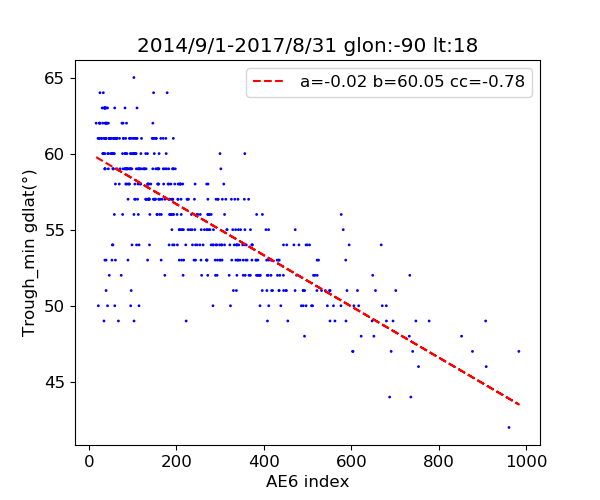 2014/9/1-2017/8/31 glon:-90 lt:18
a=-0.02 b=60.05 cc=-0.78
Trough_min gdlat(°)
65
60
55
50
45
0 200 400 600 800 1000
AE6 index